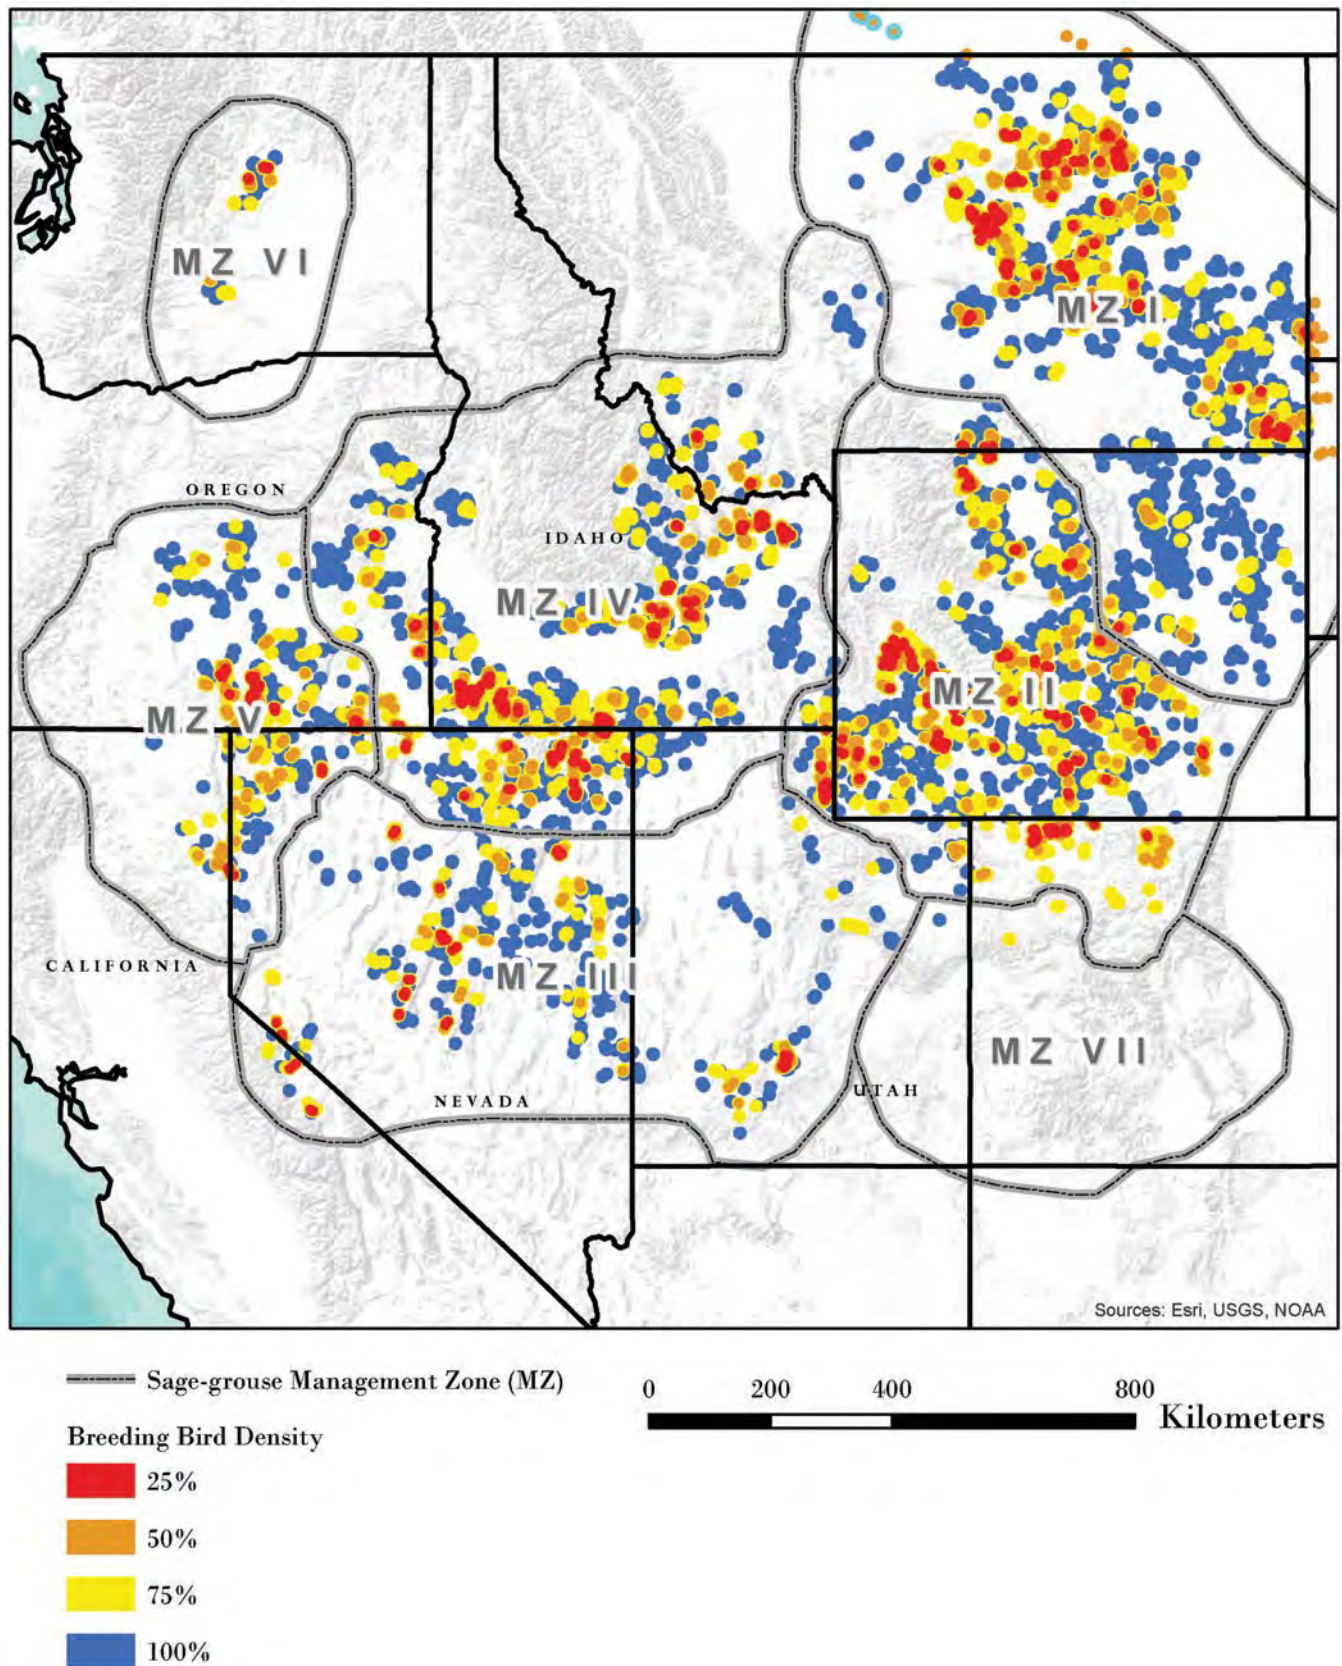 MZ VI
MZ I
OREGON
IDAHO
MZ IV
MZ II
MZ V
CALIFORNIA
MZ III
MZ VII
NEVADA
UTAH
Sources: Esri, USGS, NOAA
Sage-grouse Management Zone (MZ)
0 200 400 800 Kilometers
Breeding Bird Density
25%
50%
75%
100%